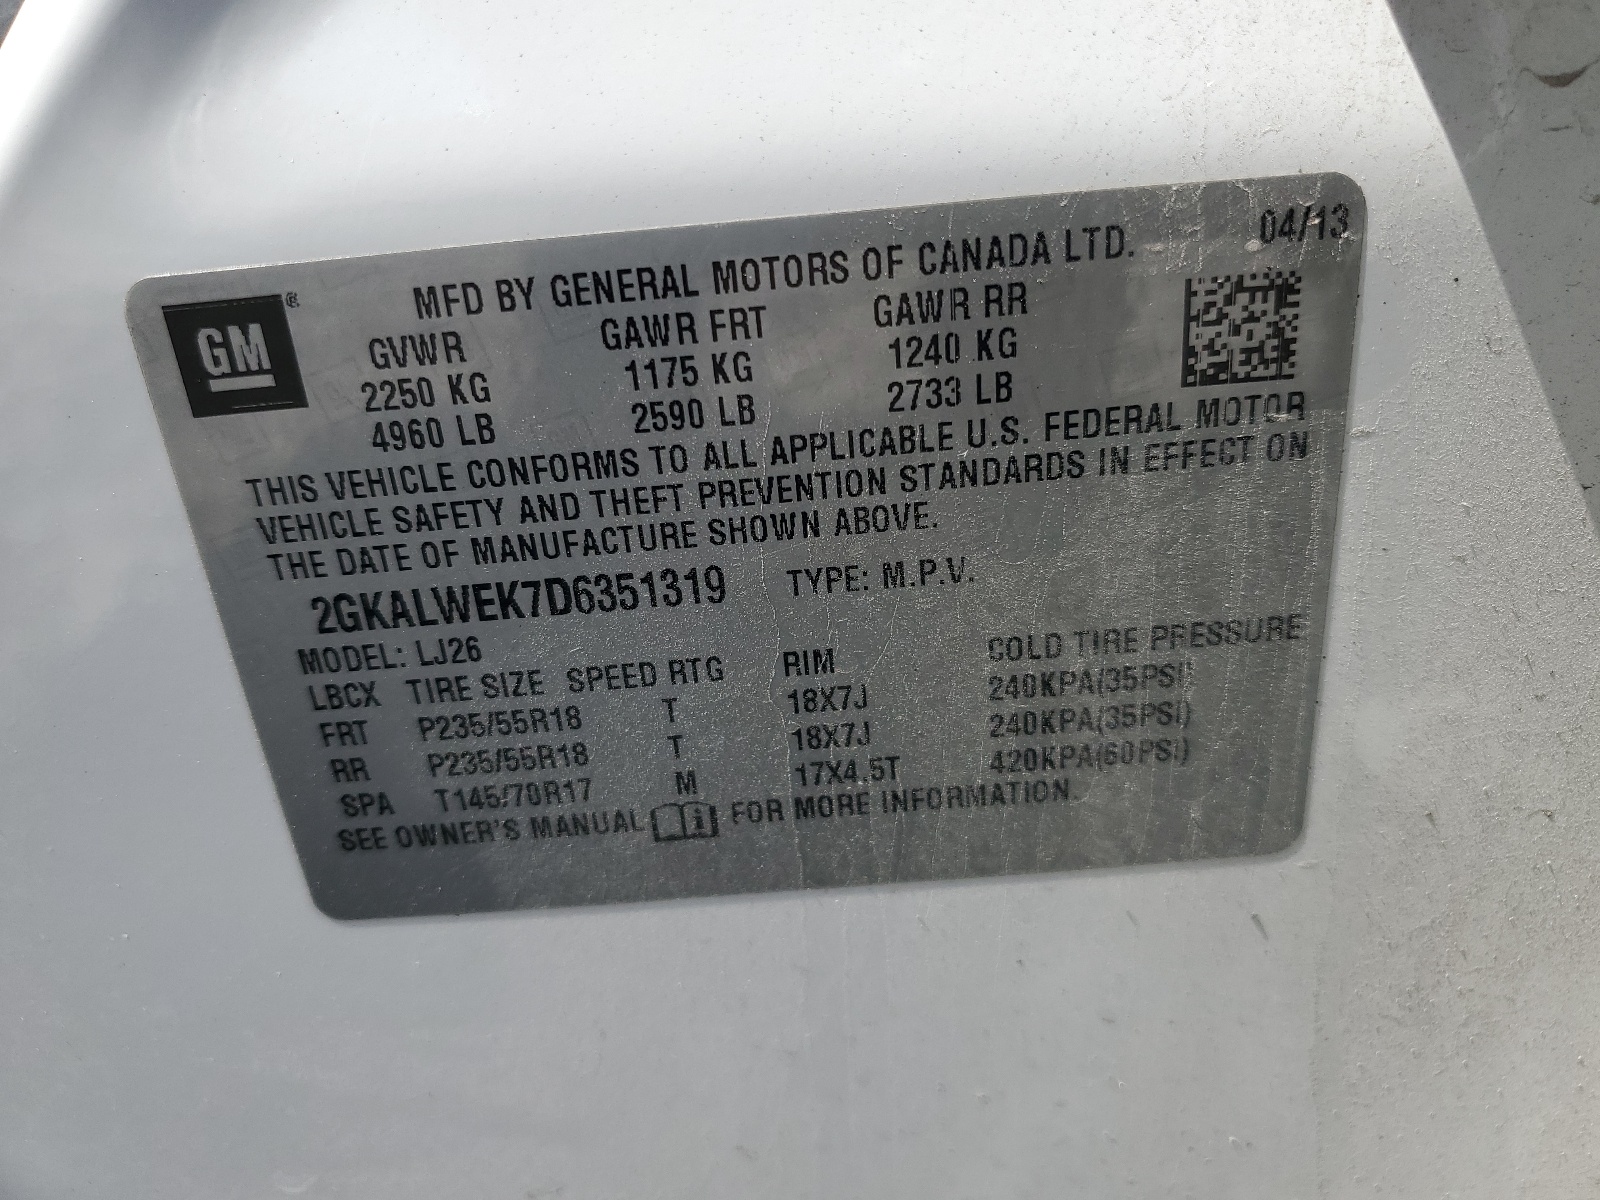 04/13
MFD BY GENERAL MOTORS OF CANADA LTD.
GM ®
GVWR GAWR FRT GAWR RR
2250 KG 1175 KG 1240 KG
4960 LB 2590 LB 2733 LB
THIS VEHICLE CONFORMS TO ALL APPLICABLE U.S. FEDERAL MOTOR
VEHICLE SAFETY AND THEFT PREVENTION STANDARDS IN EFFECT ON
THE DATE OF MANUFACTURE SHOWN ABOVE.
2GKALWEK7D6351319 TYPE: M.P.V.
MODEL: LJ26
LBCX TIRE SIZE SPEED RTG RIM COLD TIRE PRESSURE
FRT P235/55R18 T 18X7J 240KPA(35PSI)
RR P235/55R18 T 18X7J 240KPA(35PSI)
SPA T145/70R17 M 17X4.5T 420KPA(60PSI)
SEE OWNER'S MANUAL i FOR MORE INFORMATION.